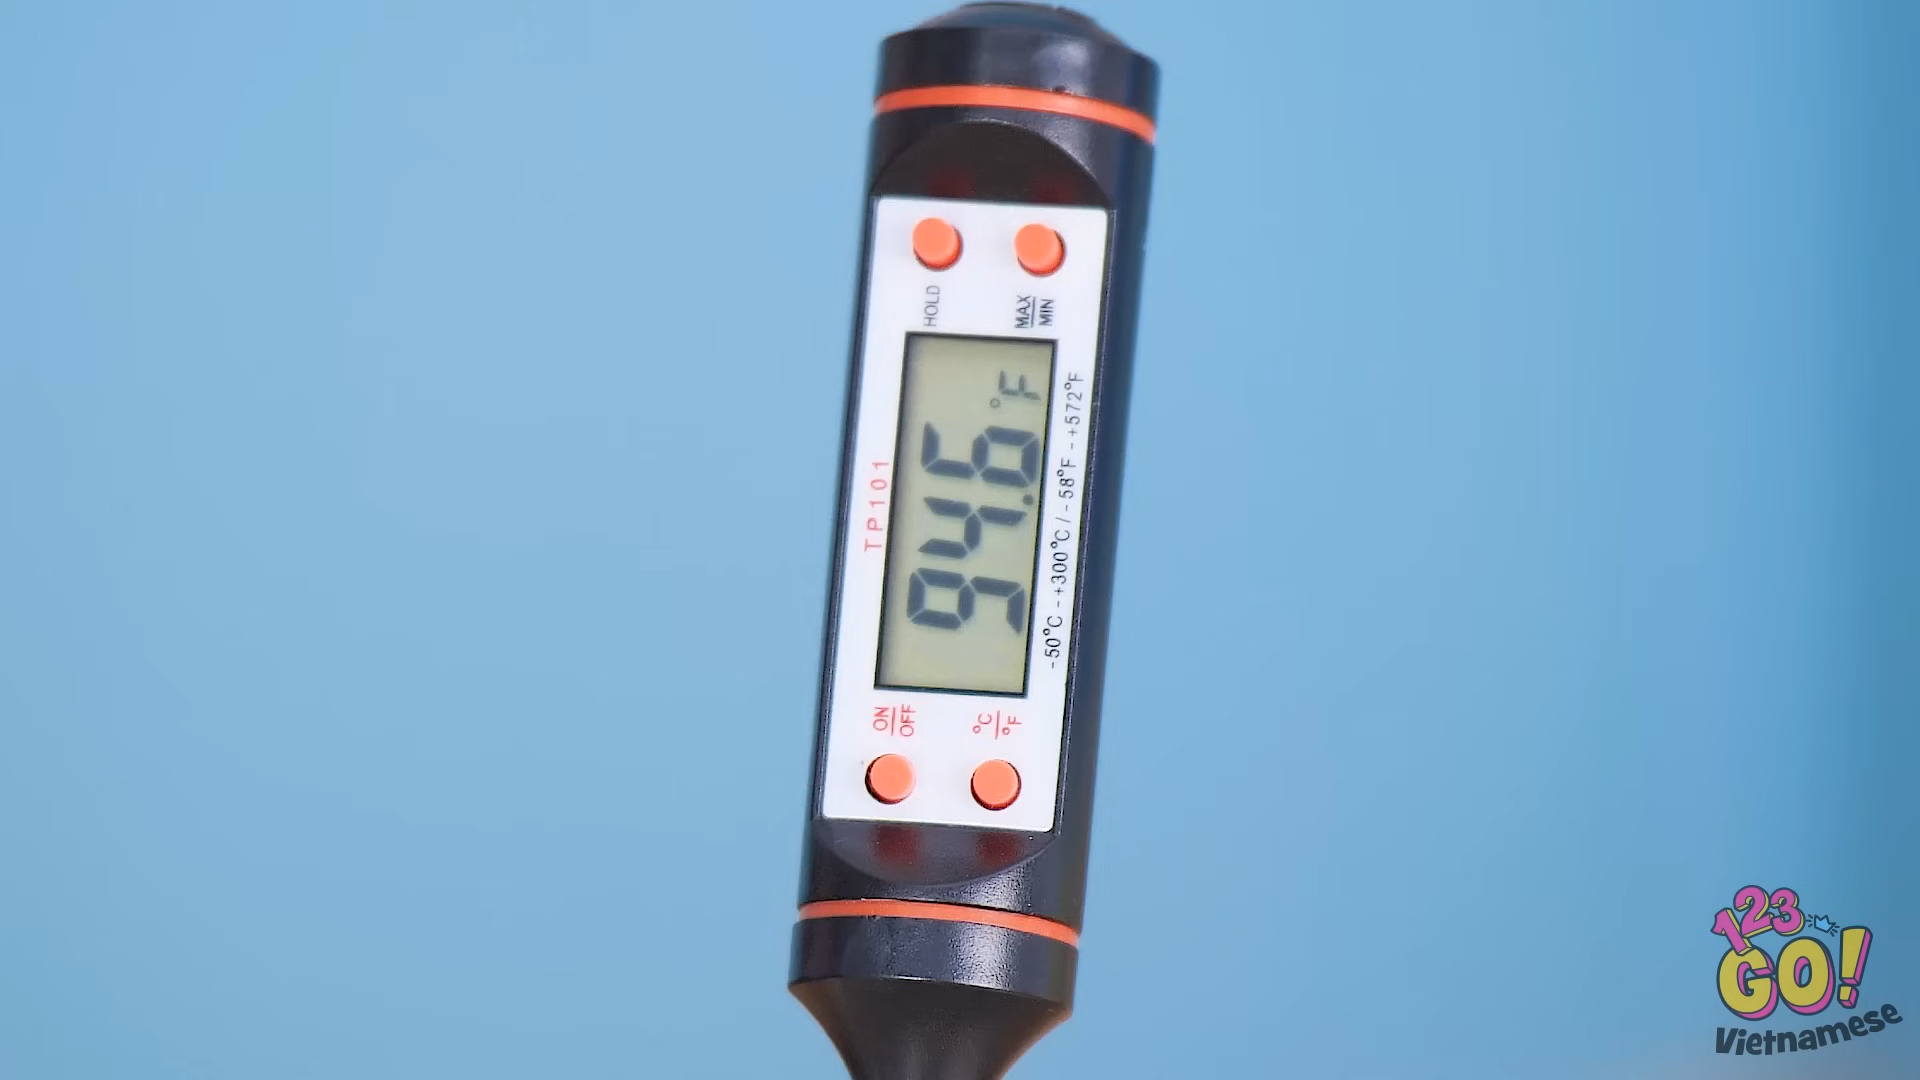 HOLD
MAX
MIN
94.6 °F
TP101
-50°C-+300°C/-58°F-+572°F
ON
OFF
°C
°F
123
GO!
Vietnamese